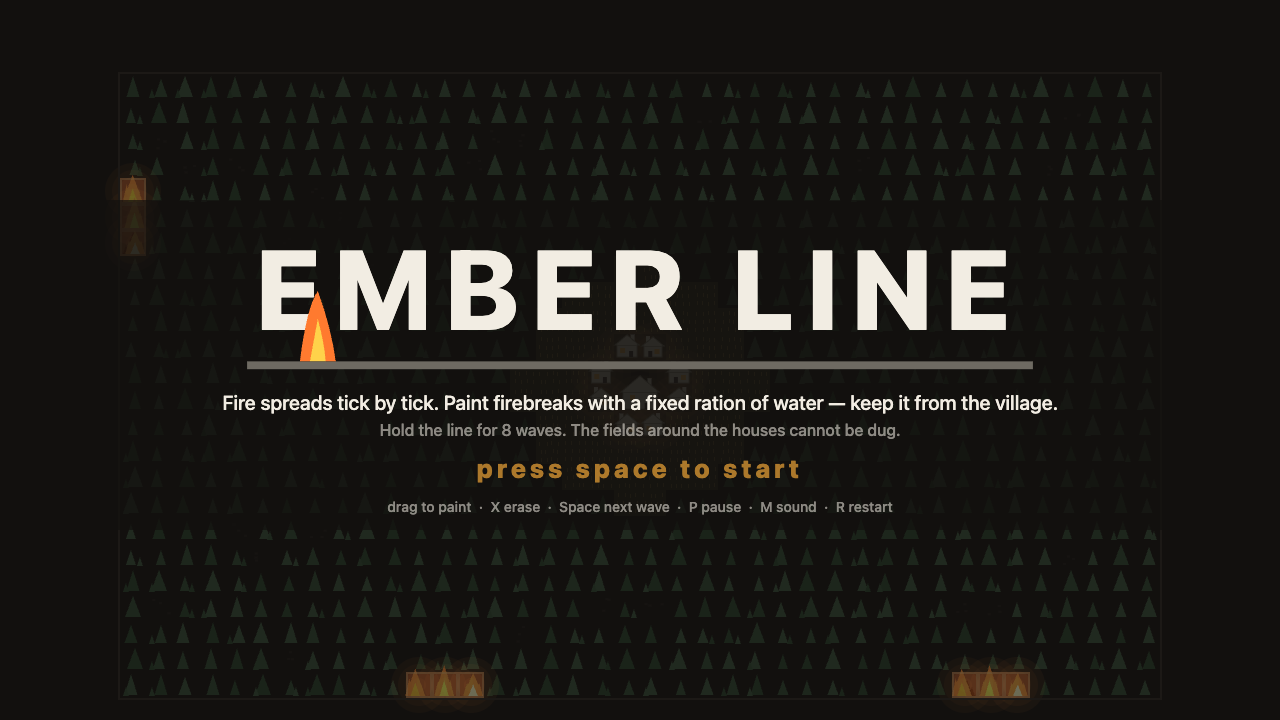 EMBER LINE
Fire spreads tick by tick. Paint firebreaks with a fixed ration of water — keep it from the village.
Hold the line for 8 waves. The fields around the houses cannot be dug.
press space to start
drag to paint · X erase · Space next wave · P pause · M sound · R restart